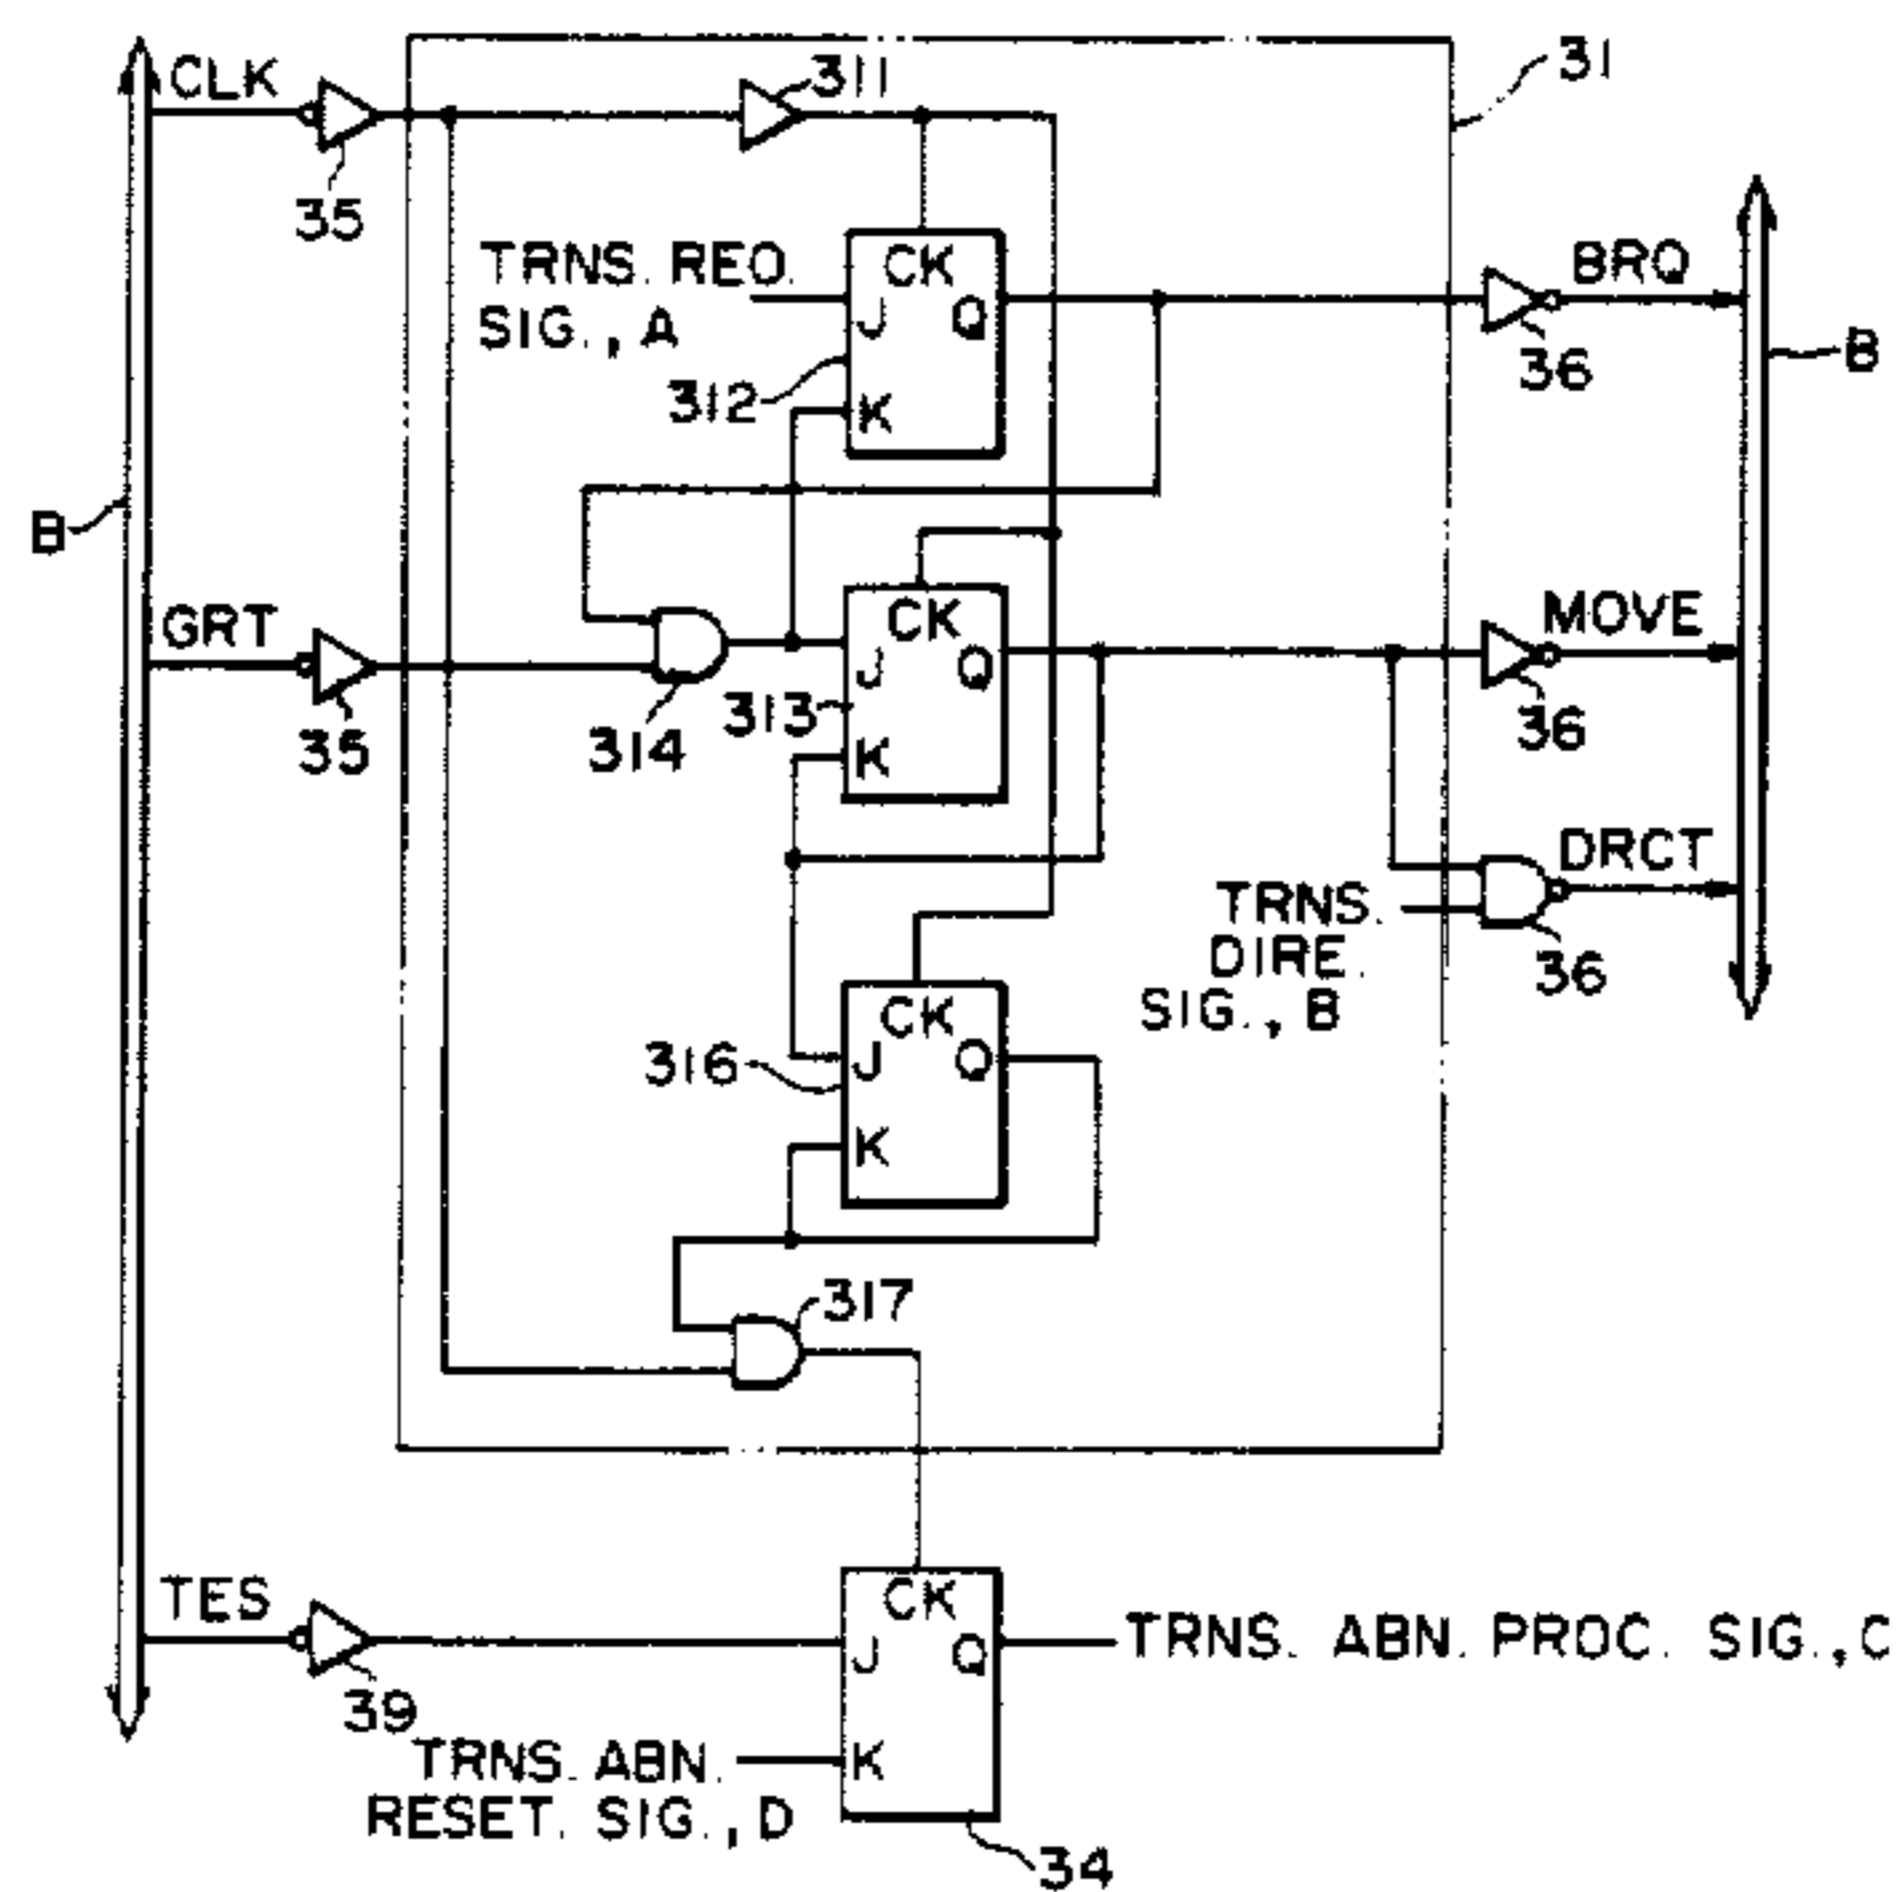 CLK
311
31
35
TRNS. REQ.
SIG., A
CK
J
Q
K
312
BRQ
36
B
B
GRT
35
314
CK
J
Q
313
K
MOVE
36
DRCT
TRNS.
DIRE.
SIG., B
36
CK
316
J
Q
K
317
TES
39
CK
J
Q
K
TRNS. ABN. PROC. SIG., C
TRNS. ABN.
RESET. SIG., D
34